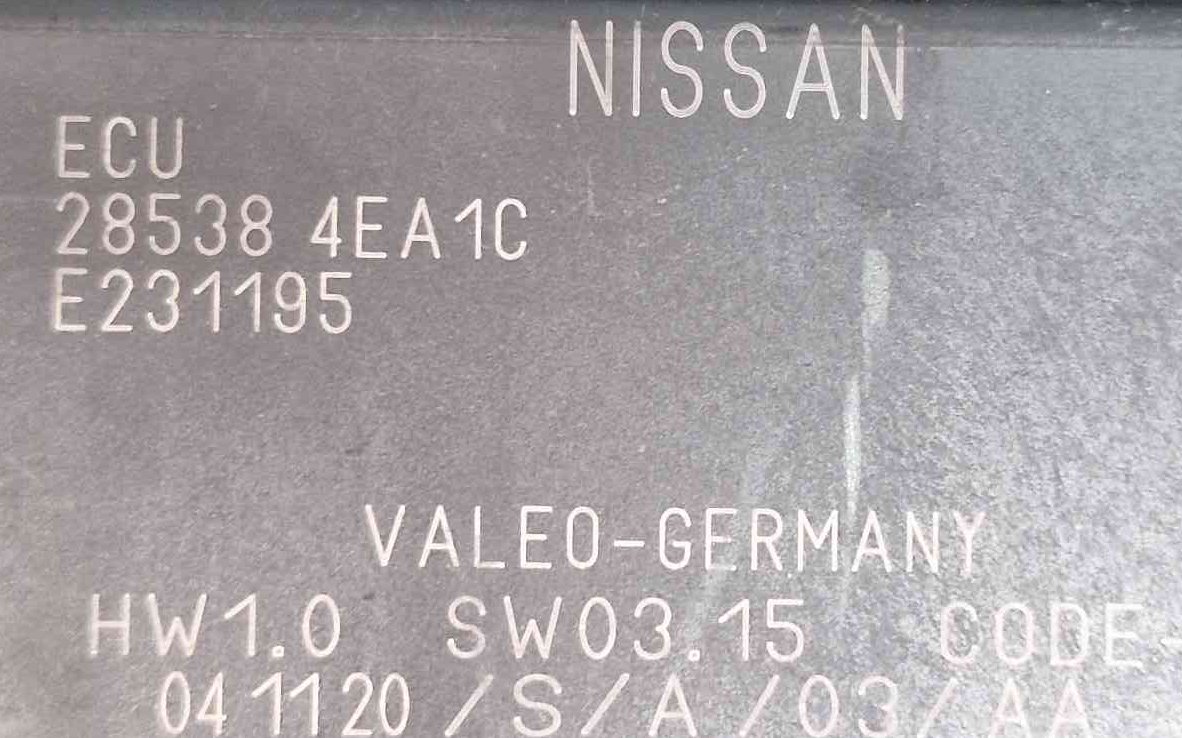 NISSAN
ECU
28538 4EA1C
E231195
VALEO-GERMANY
HW1.0 SW03.15 CODE-
041120/S/A/03/AA